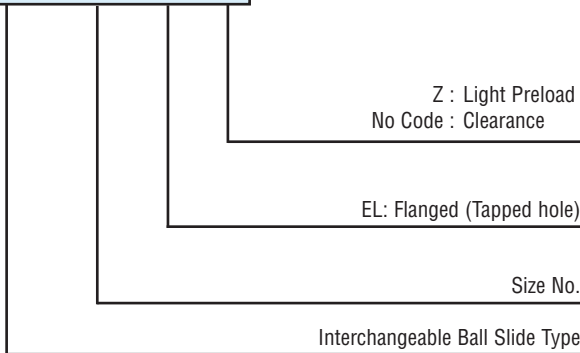 Z : Light Preload
No Code : Clearance
EL: Flanged (Tapped hole)
Size No.
Interchangeable Ball Slide Type